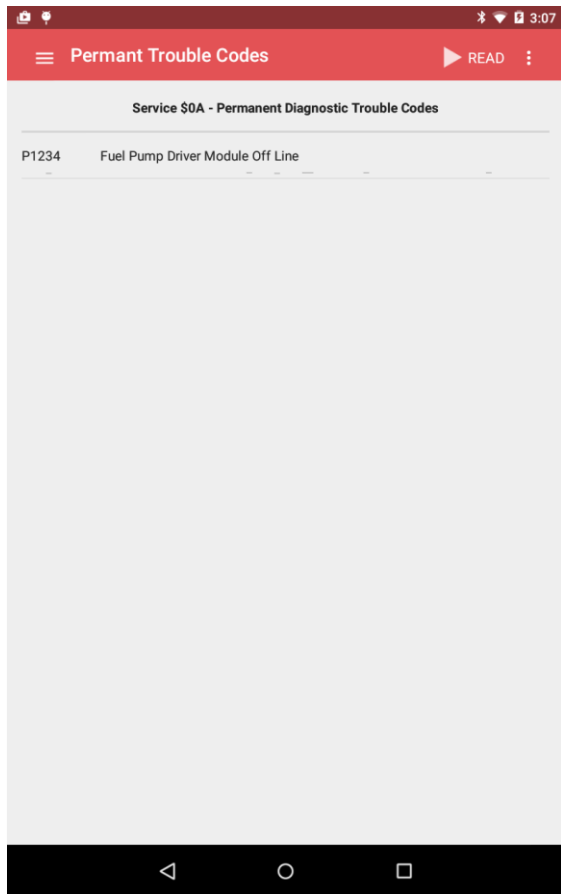 3:07
Permant Trouble Codes
READ
Service $0A - Permanent Diagnostic Trouble Codes
P1234 Fuel Pump Driver Module Off Line